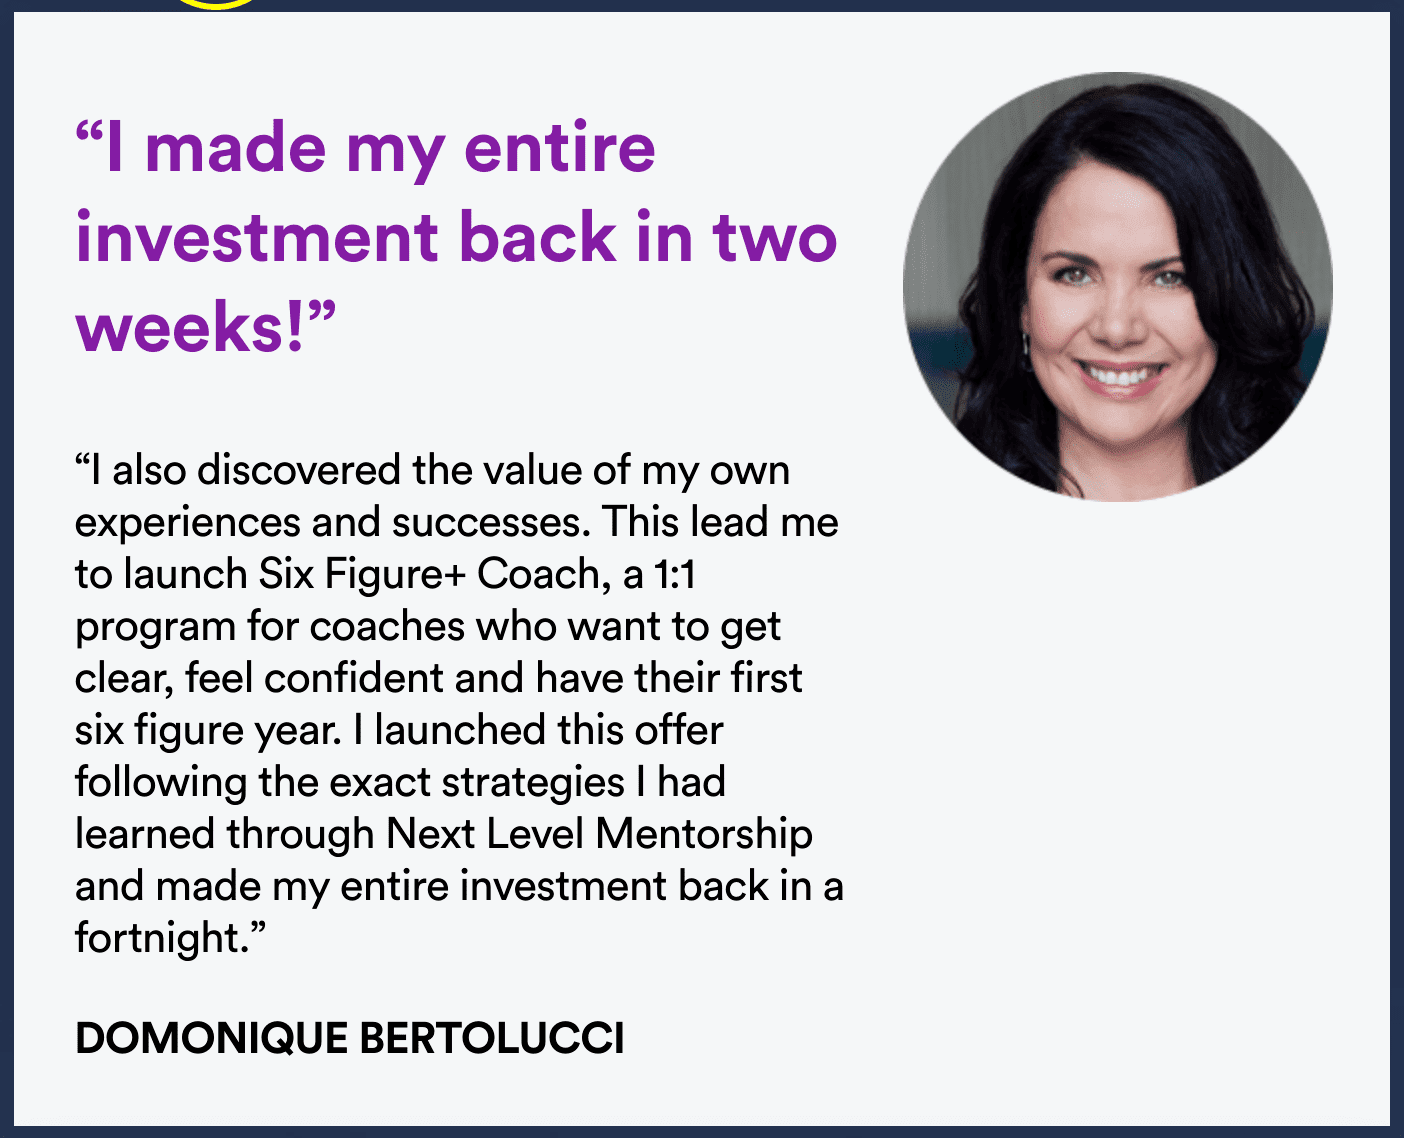 “I made my entire
investment back in two
weeks!”
“I also discovered the value of my own
experiences and successes. This lead me
to launch Six Figure+ Coach, a 1:1
program for coaches who want to get
clear, feel confident and have their first
six figure year. I launched this offer
following the exact strategies I had
learned through Next Level Mentorship
and made my entire investment back in a
fortnight.”
DOMONIQUE BERTOLUCCI